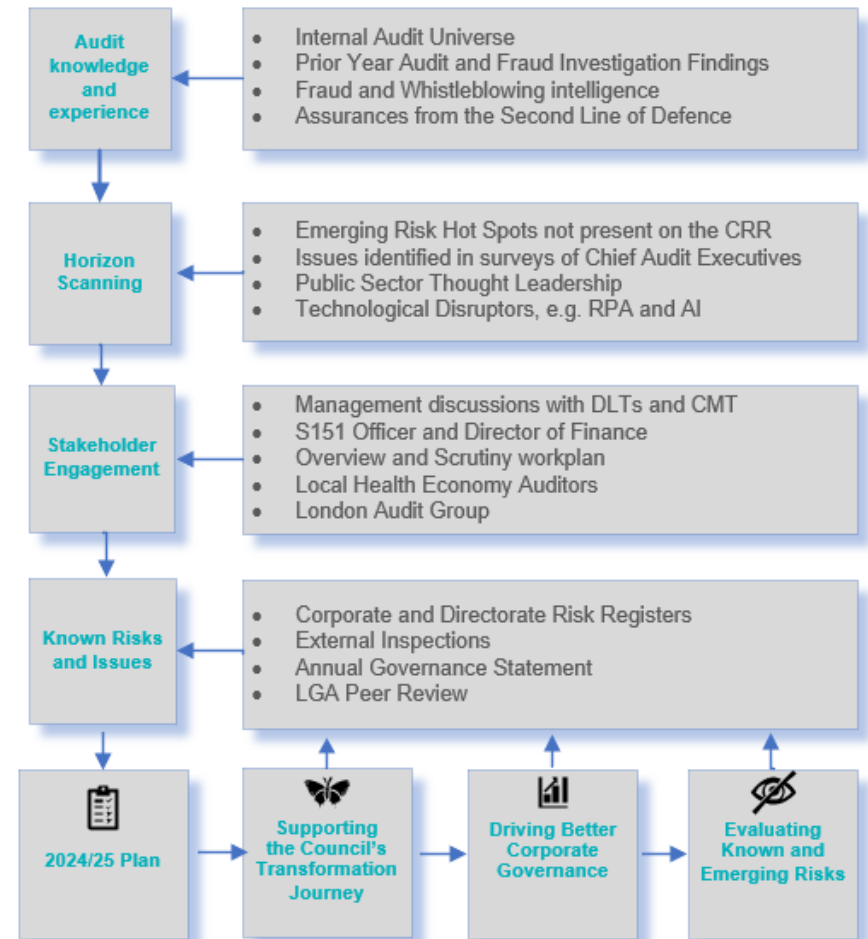 Audit
knowledge
and
experience
• Internal Audit Universe
• Prior Year Audit and Fraud Investigation Findings
• Fraud and Whistleblowing intelligence
• Assurances from the Second Line of Defence
Horizon
Scanning
• Emerging Risk Hot Spots not present on the CRR
• Issues identified in surveys of Chief Audit Executives
• Public Sector Thought Leadership
• Technological Disruptors, e.g. RPA and AI
Stakeholder
Engagement
• Management discussions with DLTs and CMT
• S151 Officer and Director of Finance
• Overview and Scrutiny workplan
• Local Health Economy Auditors
• London Audit Group
Known Risks
and Issues
• Corporate and Directorate Risk Registers
• External Inspections
• Annual Governance Statement
• LGA Peer Review
2024/25 Plan
Supporting
the Council's
Transformation
Journey
Driving Better
Corporate
Governance
Evaluating
Known and
Emerging Risks